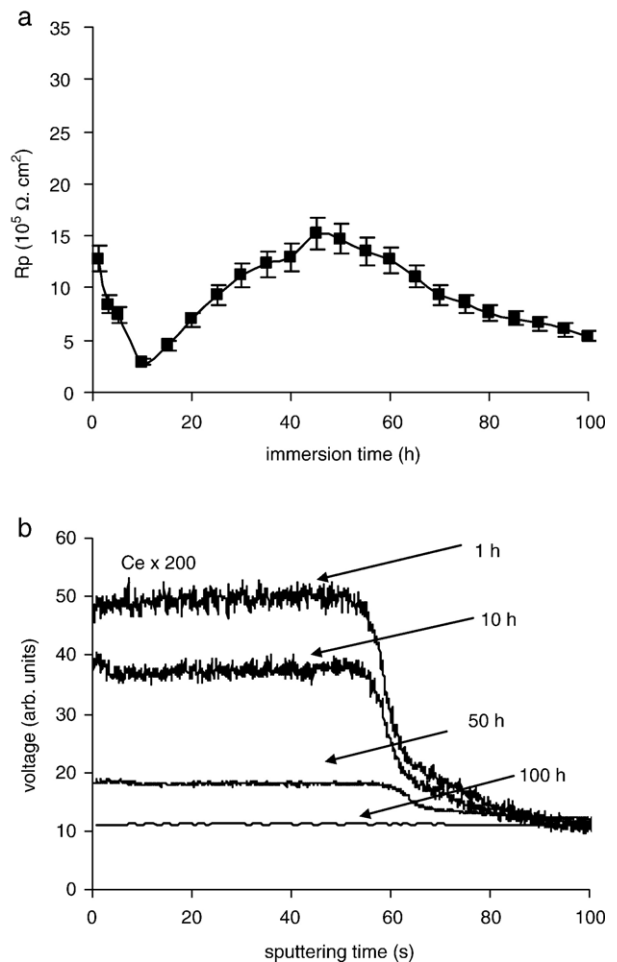 a
35
30
25
20
15
10
5
0
Rp (10⁵ Ω. cm²)
0 20 40 60 80 100
immersion time (h)
b
60
50
40
30
20
10
0
voltage (arb. units)
Ce x 200
1 h
10 h
50 h
100 h
0 20 40 60 80 100
sputtering time (s)